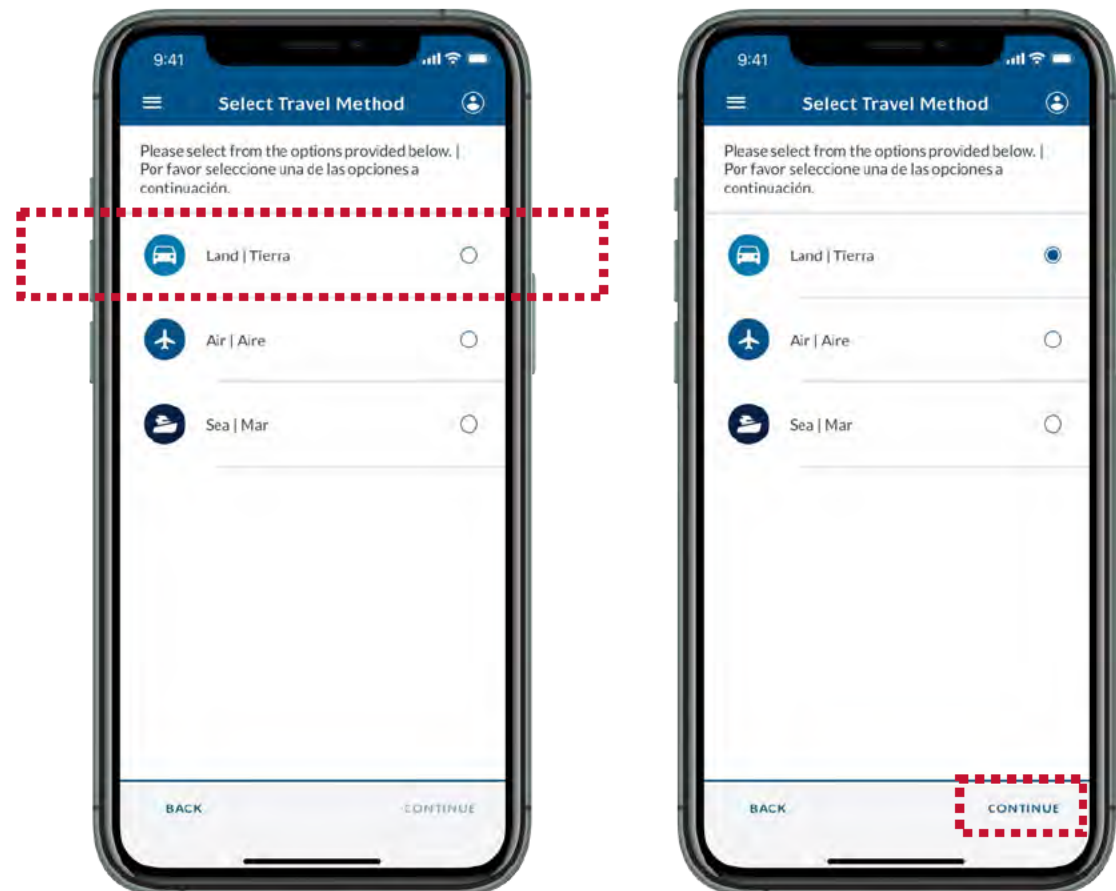 9:41
Select Travel Method
Please select from the options provided below. |
Por favor seleccione una de las opciones a
continuación.
Land | Tierra
Air | Aire
Sea | Mar
BACK
CONTINUE
9:41
Select Travel Method
Please select from the options provided below. |
Por favor seleccione una de las opciones a
continuación.
Land | Tierra
Air | Aire
Sea | Mar
BACK
CONTINUE